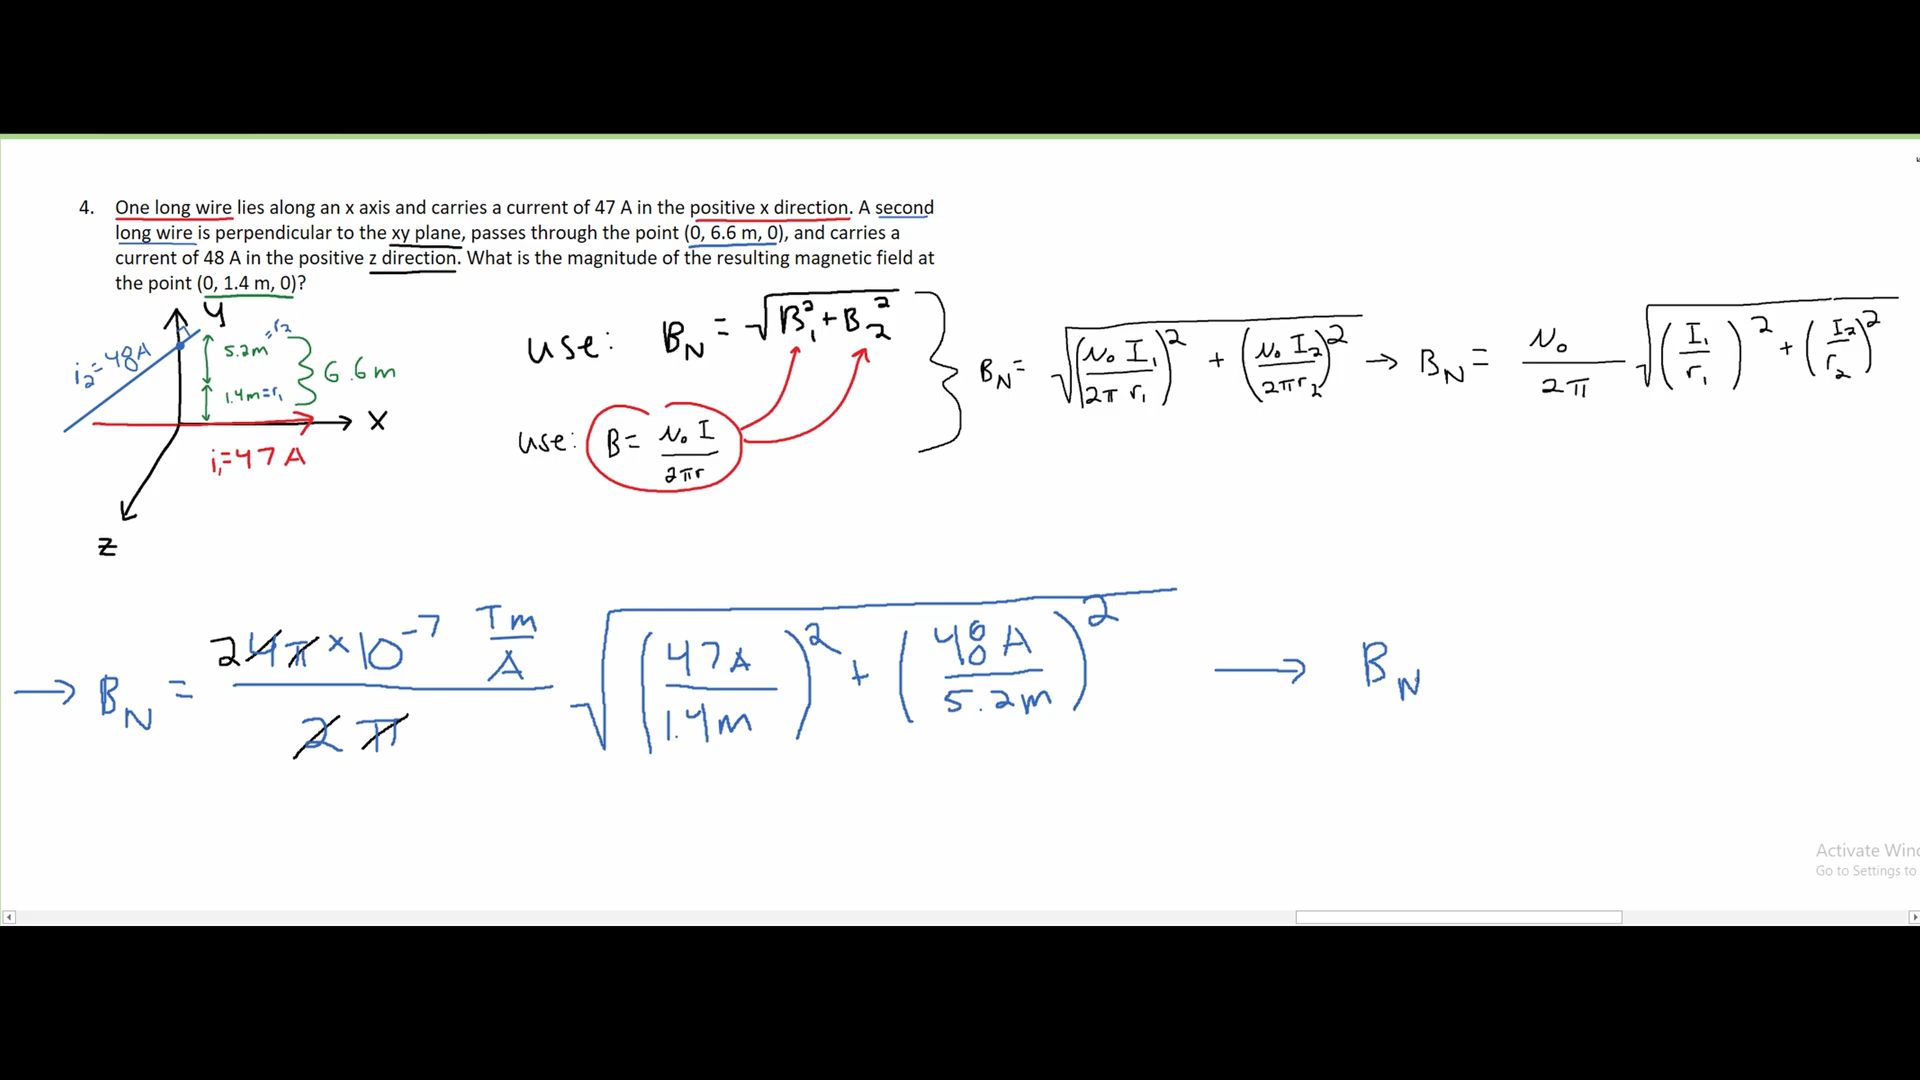 4. One long wire lies along an x axis and carries a current of 47 A in the positive x direction. A second
long wire is perpendicular to the xy plane, passes through the point (0, 6.6 m, 0), and carries a
current of 48 A in the positive z direction. What is the magnitude of the resulting magnetic field at
the point (0, 1.4 m, 0)?
y
i₂=48A
5.2m =r₂
1.4m=r₁
6.6m
x
i₁=47A
z
use: B_N = √(B₁² + B₂²)
use: B = μ₀ I / 2πr
B_N = √((μ₀ I₁ / 2π r₁)² + (μ₀ I₂ / 2πr₂)²) → B_N = μ₀ / 2π √((I₁ / r₁)² + (I₂ / r₂)²)
→ B_N = 2 4π × 10⁻⁷ Tm/A / 2π √((47A / 1.4m)² + (48A / 5.2m)²) → B_N
Activate Win
Go to Settings to